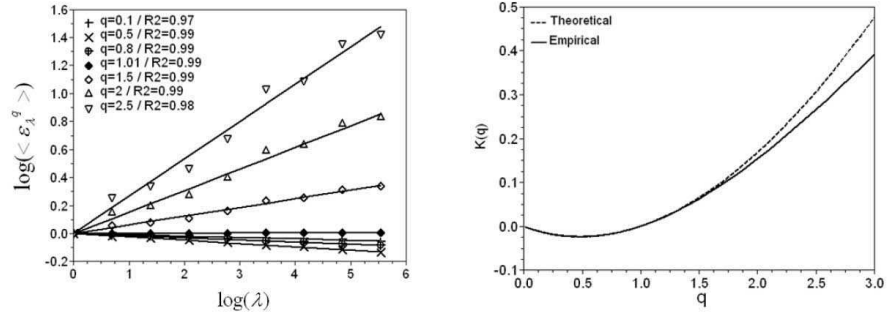 1.6
1.4
1.2
1.0
0.8
0.6
0.4
0.2
0.0
-0.2
log(< ε_λ^q >)
q=0.1 / R2=0.97
q=0.5 / R2=0.99
q=0.8 / R2=0.99
q=1.01 / R2=0.99
q=1.5 / R2=0.99
q=2 / R2=0.99
q=2.5 / R2=0.98
0 1 2 3 4 5 6
log(λ)
0.5
0.4
0.3
0.2
0.1
0.0
-0.1
K(q)
Theoretical
Empirical
0.0 0.5 1.0 1.5 2.0 2.5 3.0
q